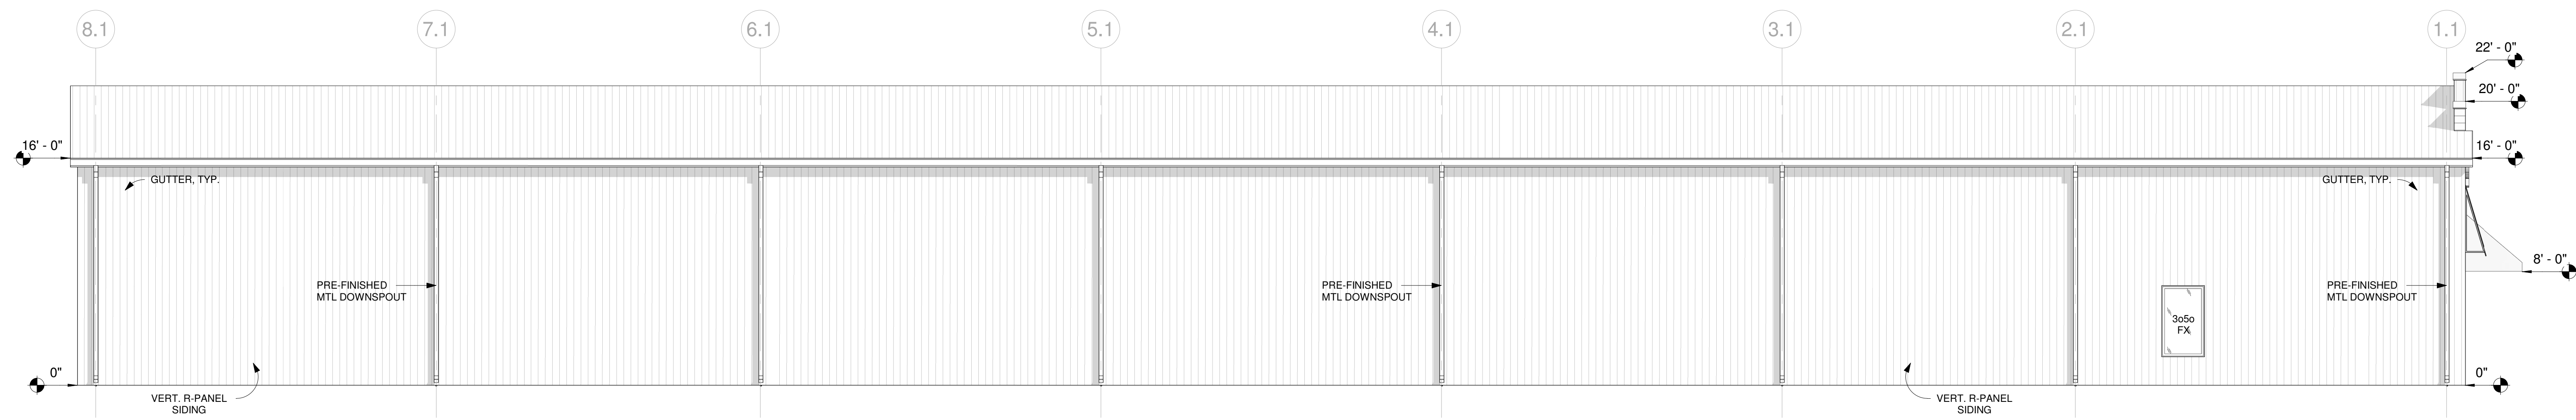 8.1
7.1
6.1
5.1
4.1
3.1
2.1
1.1
22' - 0"
20' - 0"
16' - 0"
16' - 0"
GUTTER, TYP.
GUTTER, TYP.
8' - 0"
PRE-FINISHED
MTL DOWNSPOUT
PRE-FINISHED
MTL DOWNSPOUT
PRE-FINISHED
MTL DOWNSPOUT
3o5o
FX
0"
0"
VERT. R-PANEL
SIDING
VERT. R-PANEL
SIDING